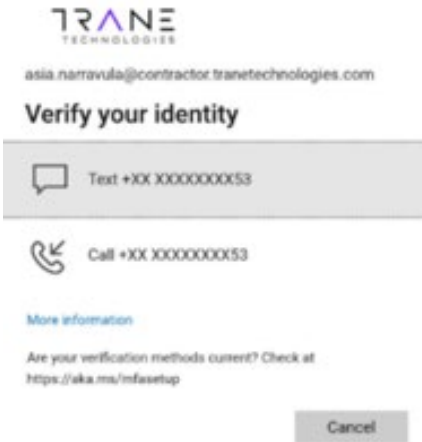 TRANE
TECHNOLOGIES
asia.narravula@contractor.tranetechnologies.com
Verify your identity
Text +XX XXXXXXXX53
Call +XX XXXXXXXX53
More information
Are your verification methods current? Check at
https://aka.ms/mfasetup
Cancel